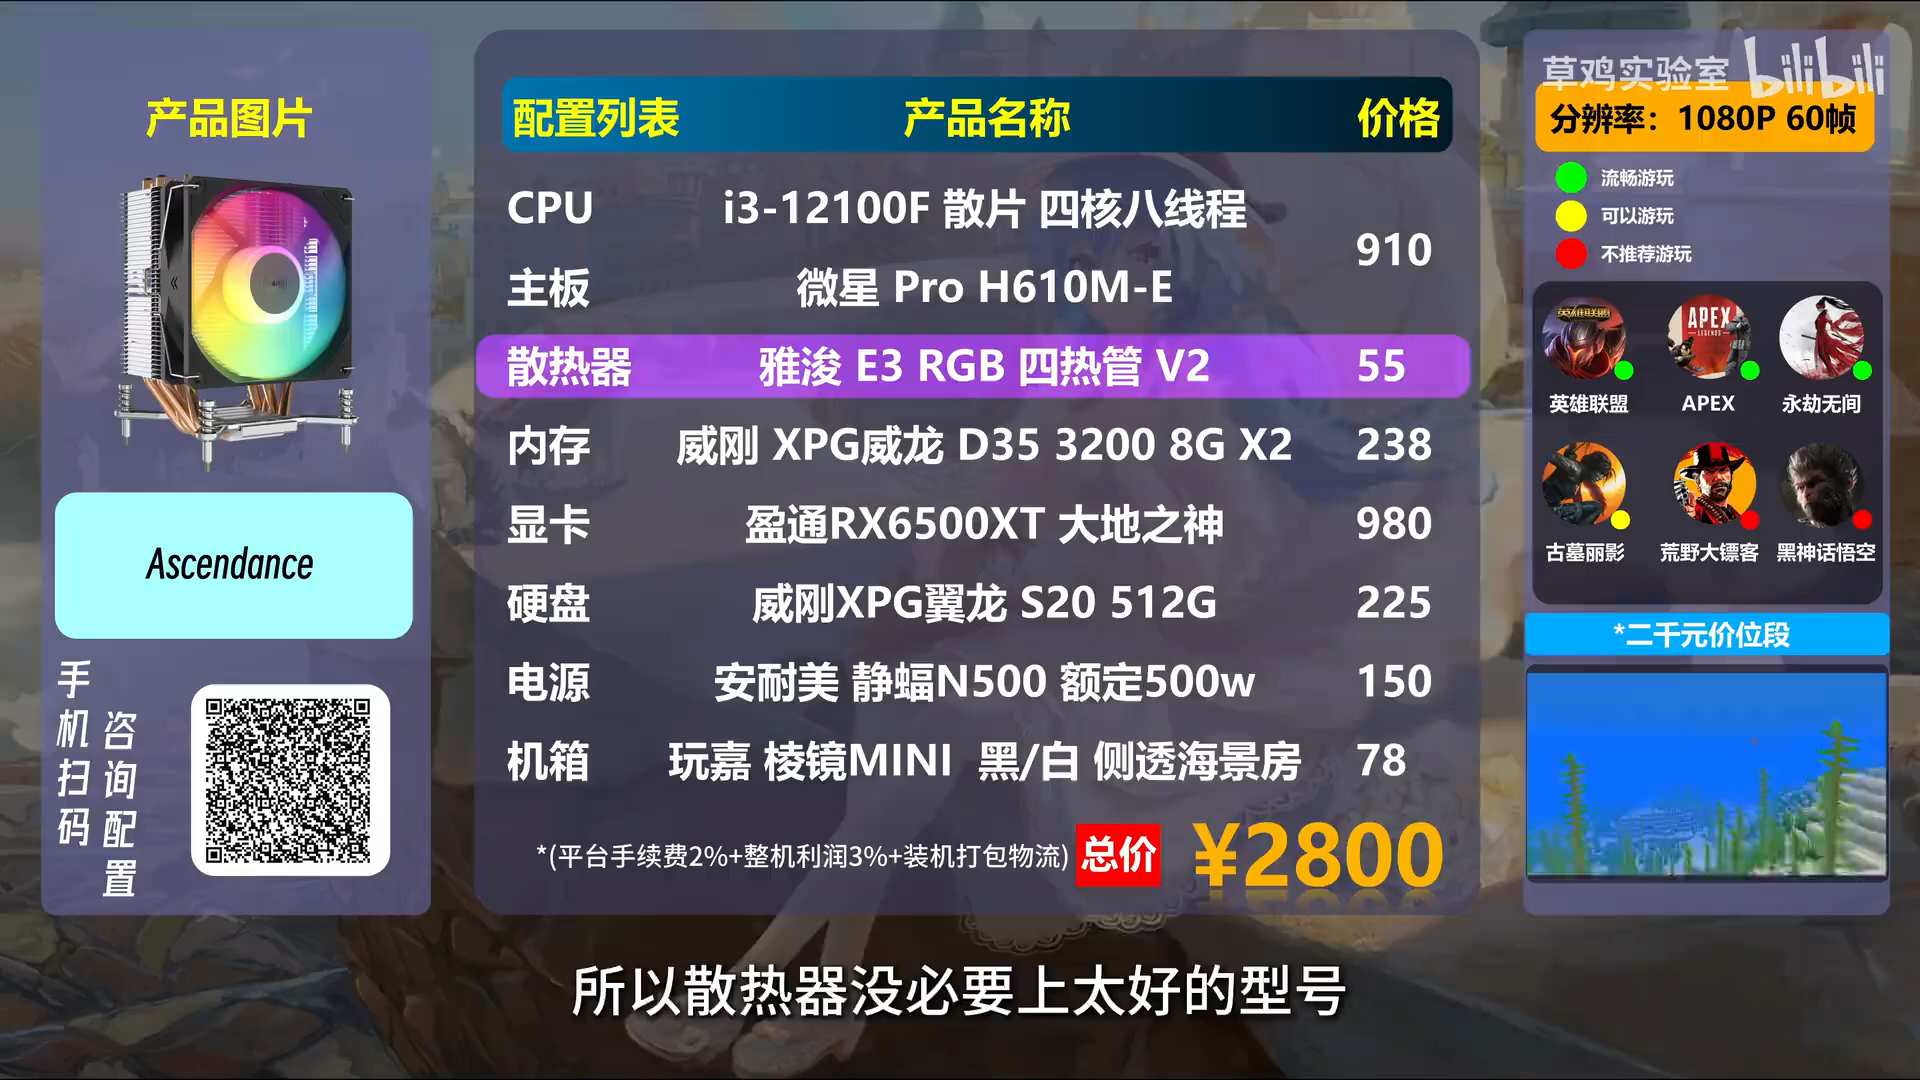 产品图片
Ascendance
手机扫码
咨询配置
配置列表 产品名称 价格
CPU i3-12100F 散片 四核八线程
910
主板 微星 Pro H610M-E
散热器 雅浚 E3 RGB 四热管 V2 55
内存 威刚 XPG威龙 D35 3200 8G X2 238
显卡 盈通RX6500XT 大地之神 980
硬盘 威刚XPG翼龙 S20 512G 225
电源 安耐美 静蝠N500 额定500w 150
机箱 玩嘉 棱镜MINI 黑/白 侧透海景房 78
*(平台手续费2%+整机利润3%+装机打包物流) 总价 ¥2800
草鸡实验室 bilibili
分辨率：1080P 60帧
流畅游玩
可以游玩
不推荐游玩
英雄联盟
APEX
LEGENDS
英雄联盟 APEX 永劫无间
古墓丽影 荒野大镖客 黑神话悟空
*二千元价位段
所以散热器没必要上太好的型号